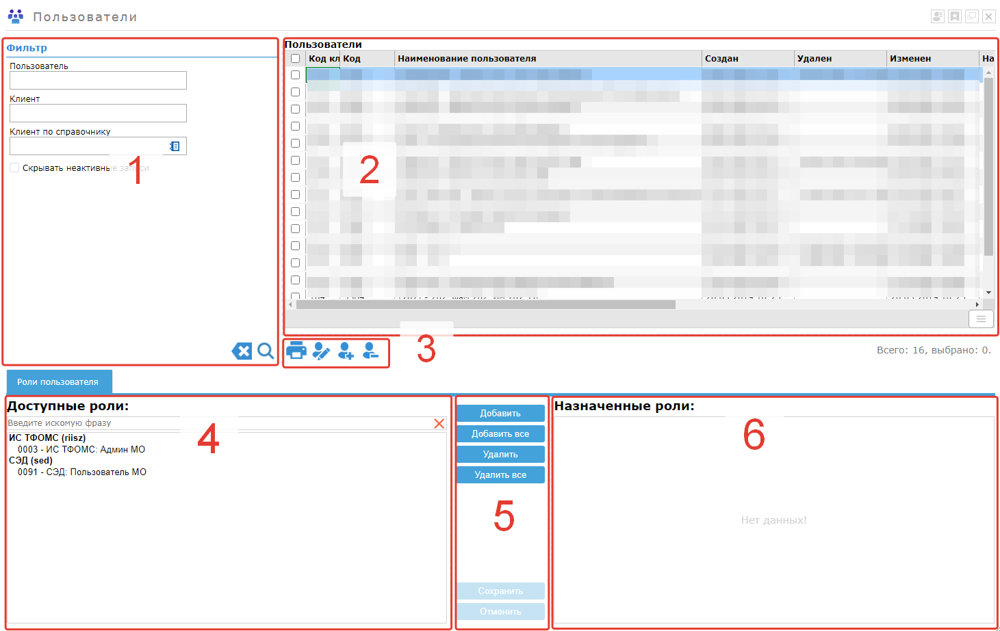 Пользователи
Фильтр
Пользователь
Клиент
Клиент по справочнику
Скрывать неактивные записи
1
Пользователи
Код кл Код Наименование пользователя Создан Удален Изменен На
2
3
Всего: 16, выбрано: 0.
Роли пользователя
Доступные роли:
Введите искомую фразу
4
ИС ТФОМС (riisz)
0003 - ИС ТФОМС: Админ МО
СЭД (sed)
0091 - СЭД: Пользователь МО
Добавить
Добавить все
Удалить
Удалить все
5
Сохранить
Отменить
Назначенные роли:
6
Нет данных!